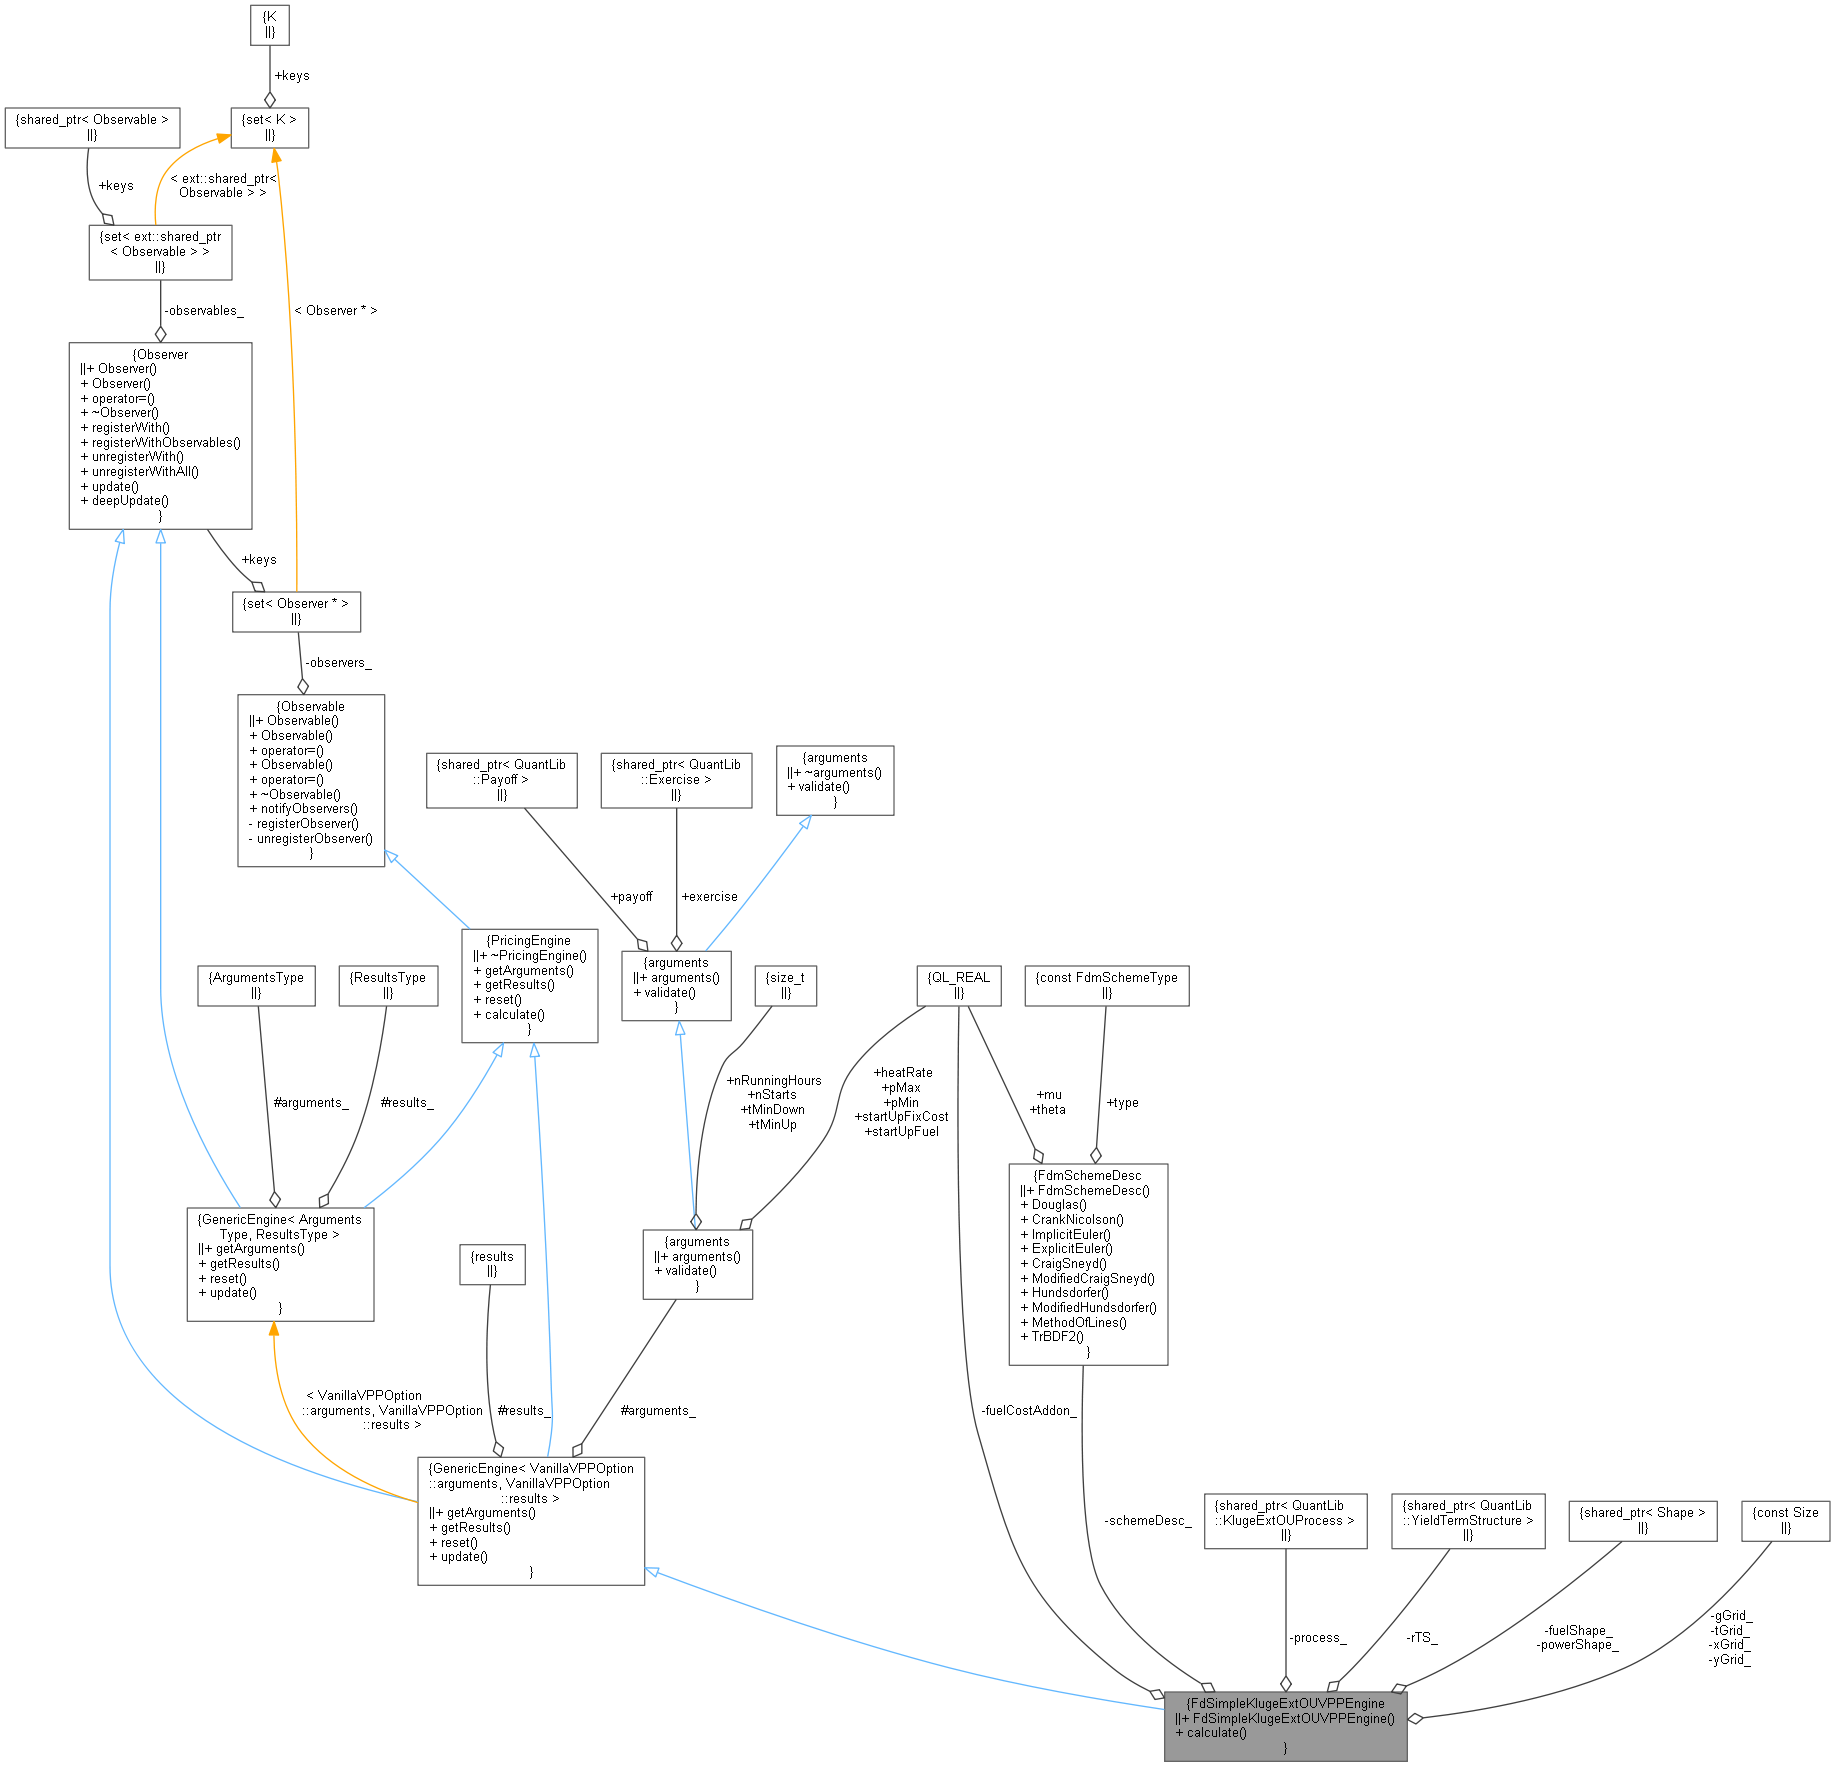 {K
||}
+keys
{shared_ptr< Observable >
||}
{set< K >
||}
+keys
< ext::shared_ptr<
Observable > >
{set< ext::shared_ptr
< Observable > >
||}
-observables_
< Observer * >
{Observer
||+ Observer()
+ Observer()
+ operator=()
+ ~Observer()
+ registerWith()
+ registerWithObservables()
+ unregisterWith()
+ unregisterWithAll()
+ update()
+ deepUpdate()
}
+keys
{set< Observer * >
||}
-observers_
{Observable
||+ Observable()
+ Observable()
+ operator=()
+ Observable()
+ operator=()
+ ~Observable()
+ notifyObservers()
- registerObserver()
- unregisterObserver()
}
{shared_ptr< QuantLib
::Payoff >
||}
{shared_ptr< QuantLib
::Exercise >
||}
{arguments
||+ ~arguments()
+ validate()
}
+payoff
+exercise
{PricingEngine
||+ ~PricingEngine()
+ getArguments()
+ getResults()
+ reset()
+ calculate()
}
{arguments
||+ arguments()
+ validate()
}
{ArgumentsType
||}
{ResultsType
||}
{size_t
||}
{QL_REAL
||}
{const FdmSchemeType
||}
#arguments_
#results_
+nRunningHours
+nStarts
+tMinDown
+tMinUp
+heatRate
+pMax
+pMin
+startUpFixCost
+startUpFuel
+mu
+theta
+type
{GenericEngine< Arguments
Type, ResultsType >
||+ getArguments()
+ getResults()
+ reset()
+ update()
}
{results
||}
{arguments
||+ arguments()
+ validate()
}
{FdmSchemeDesc
||+ FdmSchemeDesc()
+ Douglas()
+ CrankNicolson()
+ ImplicitEuler()
+ ExplicitEuler()
+ CraigSneyd()
+ ModifiedCraigSneyd()
+ Hundsdorfer()
+ ModifiedHundsdorfer()
+ MethodOfLines()
+ TrBDF2()
}
< VanillaVPPOption
::arguments, VanillaVPPOption
::results >
#results_
#arguments_
-fuelCostAddon_
{GenericEngine< VanillaVPPOption
::arguments, VanillaVPPOption
::results >
||+ getArguments()
+ getResults()
+ reset()
+ update()
}
-schemeDesc_
{shared_ptr< QuantLib
::KlugeExtOUProcess >
||}
{shared_ptr< QuantLib
::YieldTermStructure >
||}
{shared_ptr< Shape >
||}
{const Size
||}
-process_
-rTS_
-fuelShape_
-powerShape_
-gGrid_
-tGrid_
-xGrid_
-yGrid_
{FdSimpleKlugeExtOUVPPEngine
||+ FdSimpleKlugeExtOUVPPEngine()
+ calculate()
}